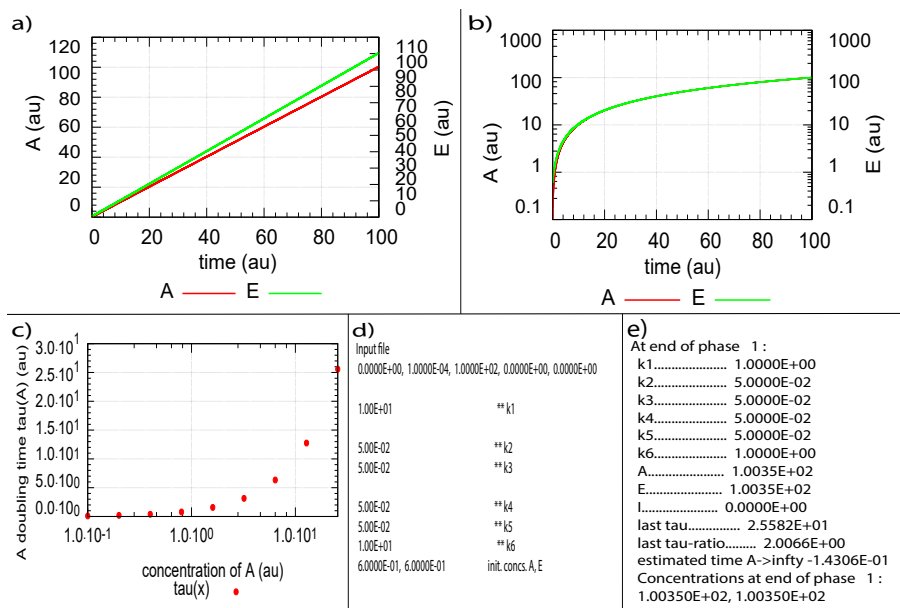 a)
120
100
80
60
40
20
0
A (au)
110
100
90
80
70
60
50
40
30
20
10
0
E (au)
0 20 40 60 80 100
time (au)
A E
b)
1000
100
10
1
0.1
A (au)
1000
100
10
1
0.1
E (au)
0 20 40 60 80 100
time (au)
A E
c)
3.0·10¹
2.5·10¹
2.0·10¹
1.5·10¹
1.0·10¹
5.0·10⁰
0.0·10⁰
A doubling time tau(A) (au)
1.0·10⁻¹ 1.0·10⁰ 1.0·10¹
concentration of A (au)
tau(x)
d)
Input file
0.0000E+00, 1.0000E-04, 1.0000E+02, 0.0000E+00, 0.0000E+00
1.00E+01 ** k1
5.00E-02 ** k2
5.00E-02 ** k3
5.00E-02 ** k4
5.00E-02 ** k5
1.00E+01 ** k6
6.0000E-01, 6.0000E-01 init. concs. A, E
e)
At end of phase 1 :
k1..................... 1.0000E+00
k2..................... 5.0000E-02
k3..................... 5.0000E-02
k4..................... 5.0000E-02
k5..................... 5.0000E-02
k6..................... 1.0000E+00
A...................... 1.0035E+02
E...................... 1.0035E+02
I....................... 0.0000E+00
last tau............... 2.5582E+01
last tau-ratio......... 2.0066E+00
estimated time A->infty -1.4306E-01
Concentrations at end of phase 1 :
1.00350E+02, 1.00350E+02